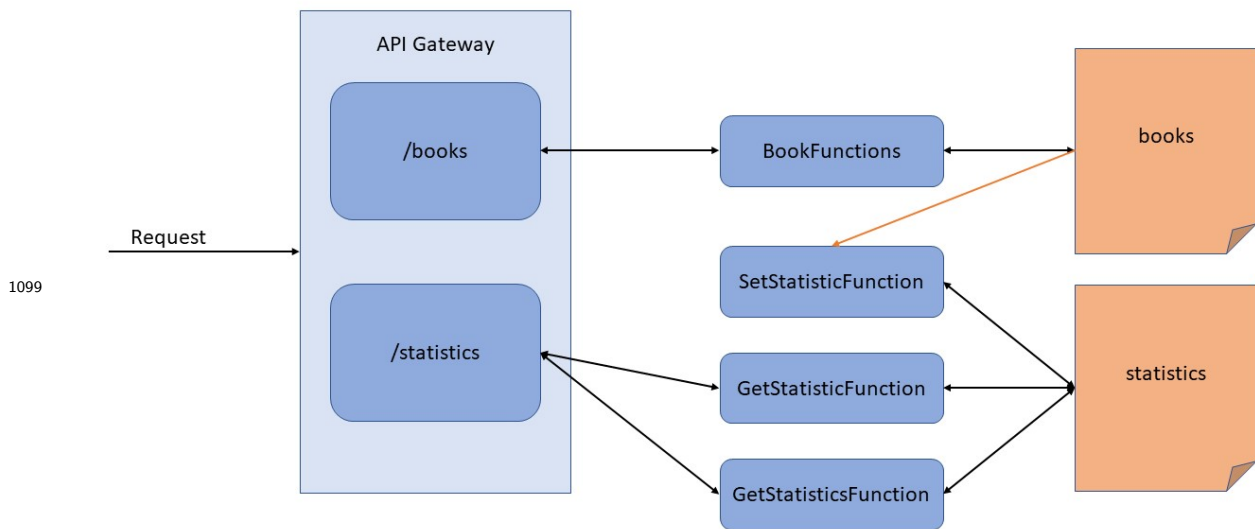 API Gateway
/books
BookFunctions
books
Request
SetStatisticFunction
1099
/statistics
GetStatisticFunction
statistics
GetStatisticsFunction